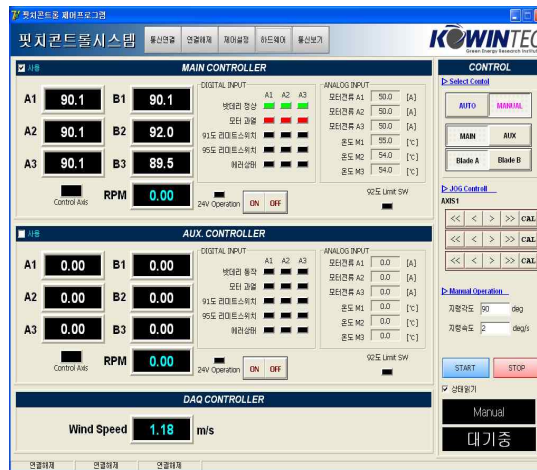 핏치콘트롤 제어프로그램
핏치콘트롤시스템 통신연결 연결해제 제어설정 하드웨어 통신보기
KOWINTEC
Green Energy Research Institute
사용 MAIN CONTROLLER
A1 90.1 B1 90.1
A2 90.1 B2 92.0
A3 90.1 B3 89.5
Control Axis RPM 0.00
DIGITAL INPUT
A1 A2 A3
밧데리 정상
모터 과열
91도 리미트스위치
95도 리미트스위치
에러상태
24V Operation ON OFF
ANALOG INPUT
모터전류 A1 50.0 [A]
모터전류 A2 50.0 [A]
모터전류 A3 50.0 [A]
온도 M1 55.0 [℃]
온도 M2 54.0 [℃]
온도 M3 54.0 [℃]
92도 Limit SW
사용 AUX. CONTROLLER
A1 0.00 B1 0.00
A2 0.00 B2 0.00
A3 0.00 B3 0.00
Control Axis RPM 0.00
DIGITAL INPUT
A1 A2 A3
밧데리 동작
모터 과열
91도 리미트스위치
95도 리미트스위치
에러상태
24V Operation ON OFF
ANALOG INPUT
모터전류 A1 0.0 [A]
모터전류 A2 0.0 [A]
모터전류 A3 0.0 [A]
온도 M1 0.0 [℃]
온도 M2 0.0 [℃]
온도 M3 0.0 [℃]
92도 Limit SW
DAQ CONTROLLER
Wind Speed 1.18 m/s
연결해제 연결해제 연결해제
CONTROL
Select Contol
AUTO MANUAL
MAIN AUX
Blade A Blade B
JOG Controll
AXIS1
<< < > >> CAL
<< < > >> CAL
<< < > >> CAL
Manual Operation
지령각도 90 deg
지령속도 2 deg/s
START STOP
상태읽기
Manual
대기중